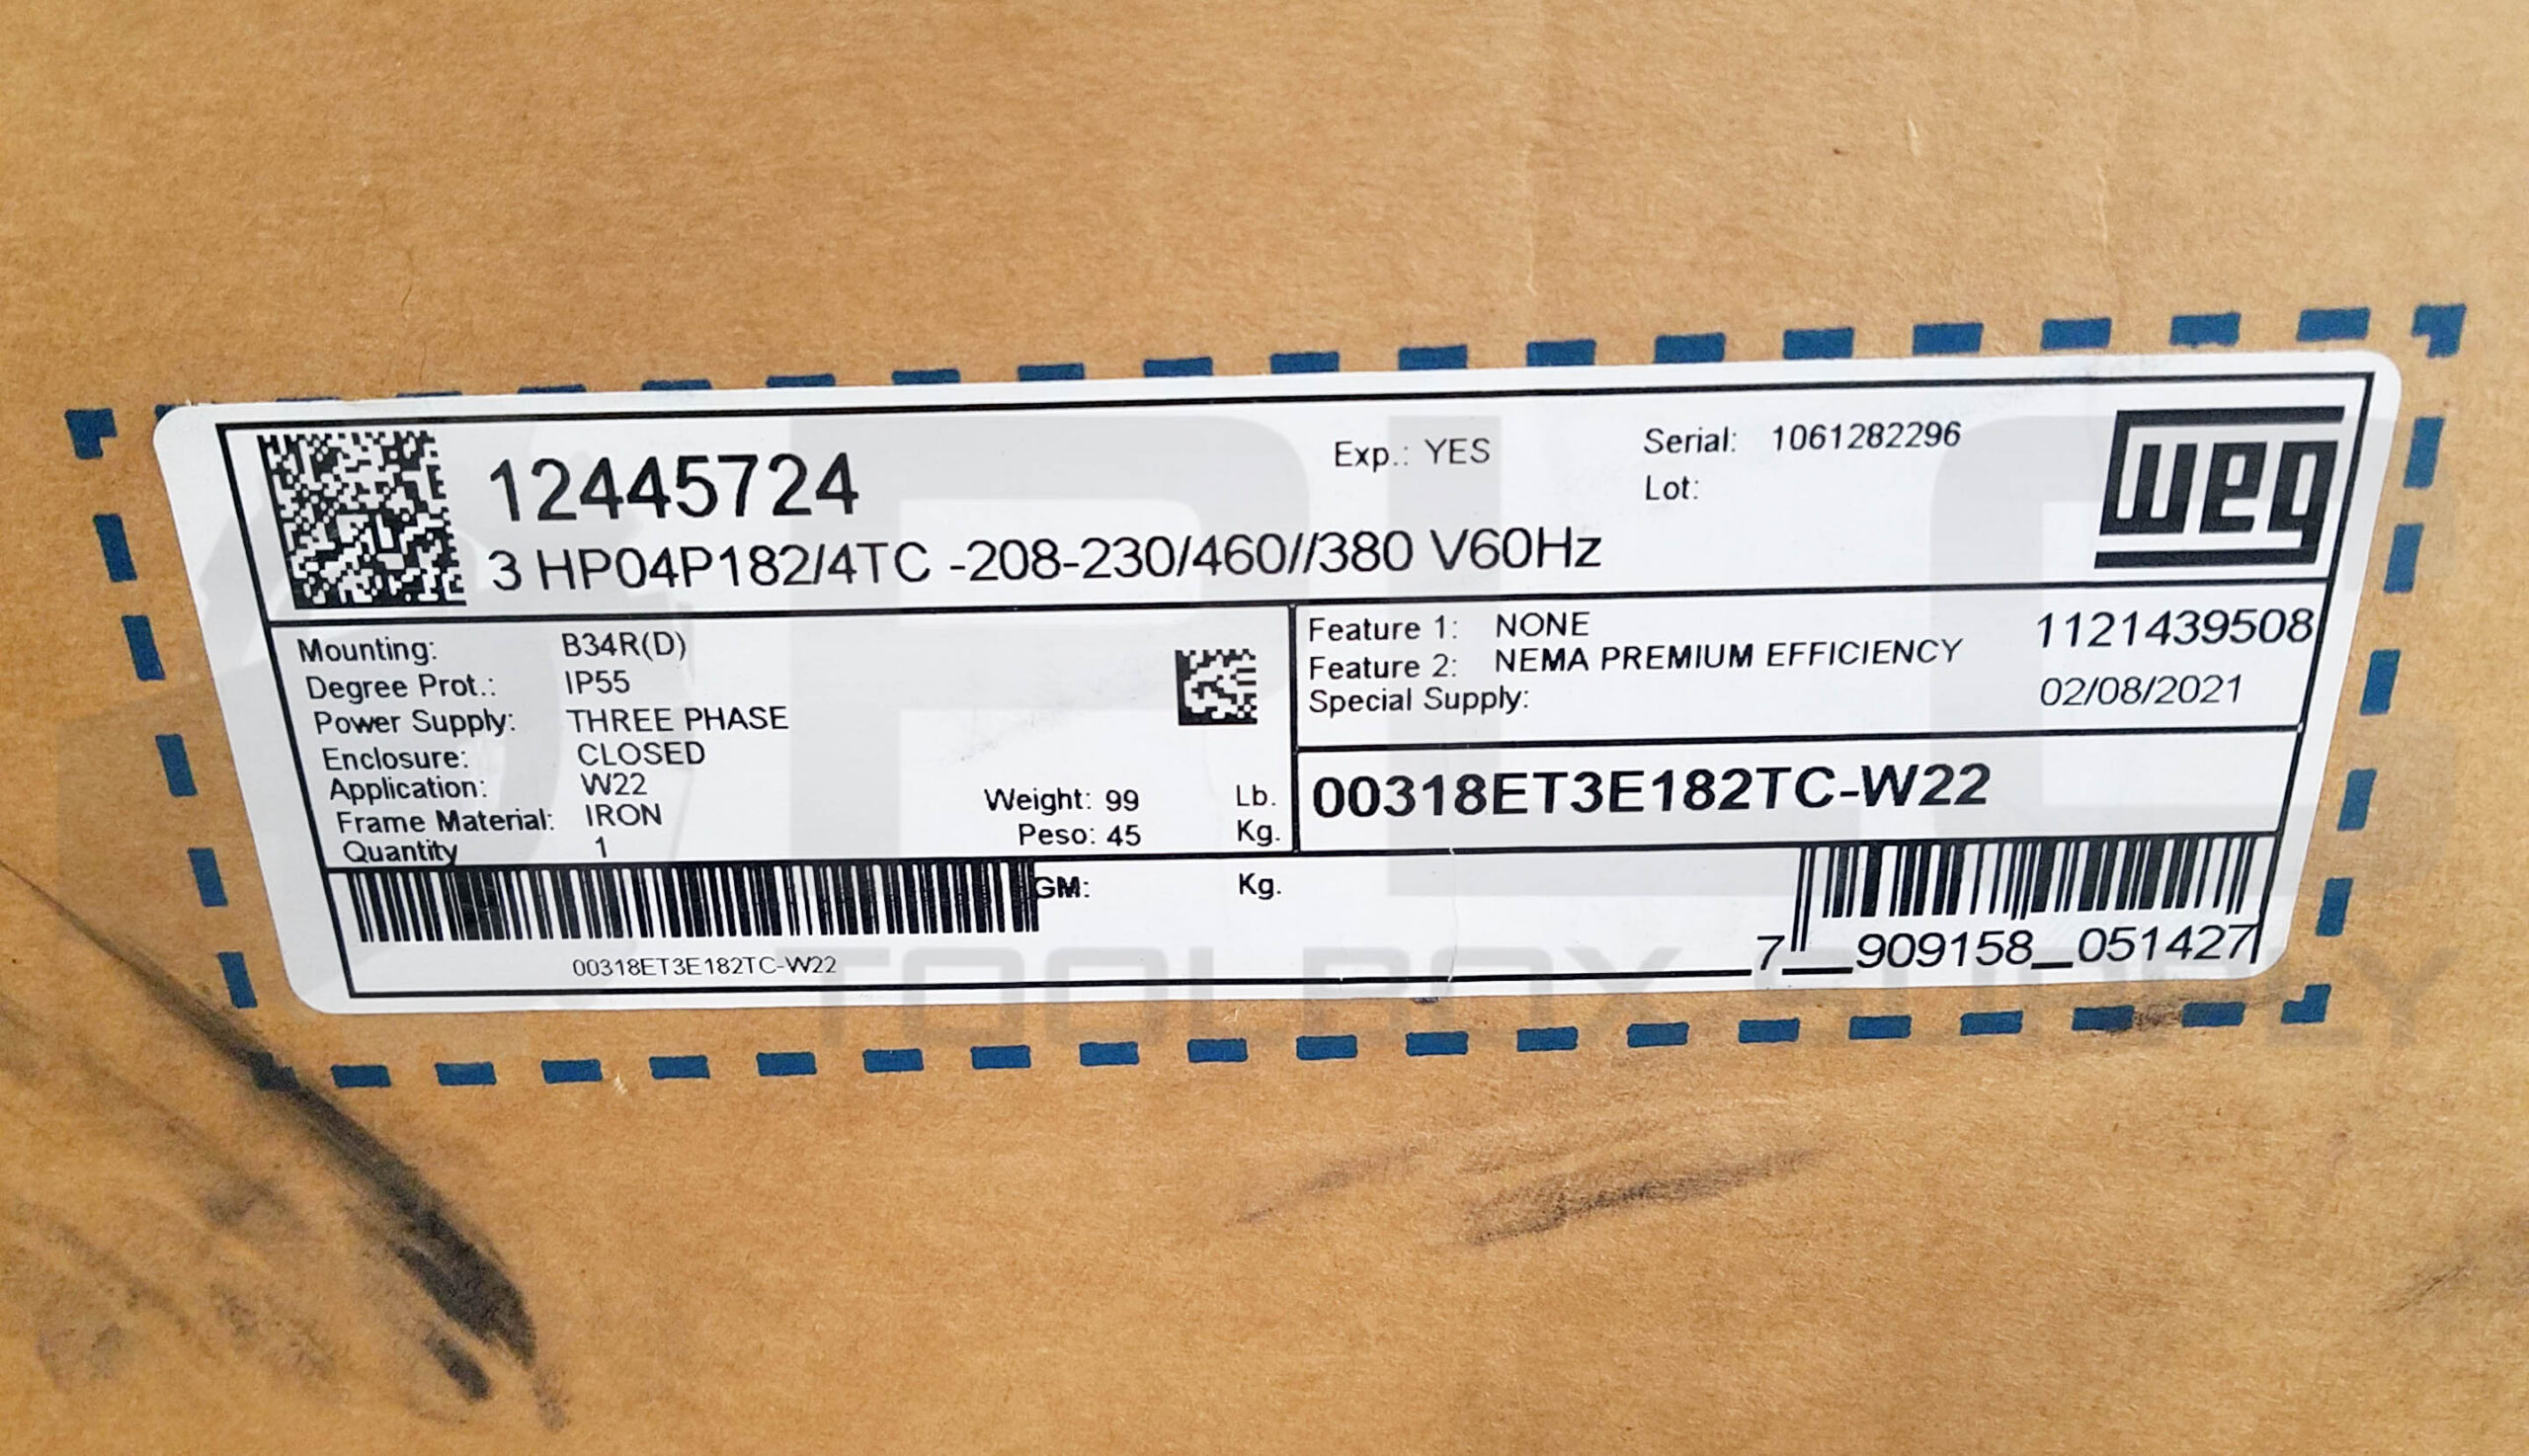 12445724
Exp.: YES
Serial: 1061282296
Lot:
weg
3 HP04P182/4TC -208-230/460//380 V60Hz
Mounting: B34R(D)
Degree Prot.: IP55
Power Supply: THREE PHASE
Enclosure: CLOSED
Application: W22
Frame Material: IRON
Quantity 1
Weight: 99 Lb.
Peso: 45 Kg.
Feature 1: NONE
Feature 2: NEMA PREMIUM EFFICIENCY
Special Supply:
1121439508
02/08/2021
00318ET3E182TC-W22
GM: Kg.
00318ET3E182TC-W22
7 909158 051427
PLC
TOOLBOX SUPPLY